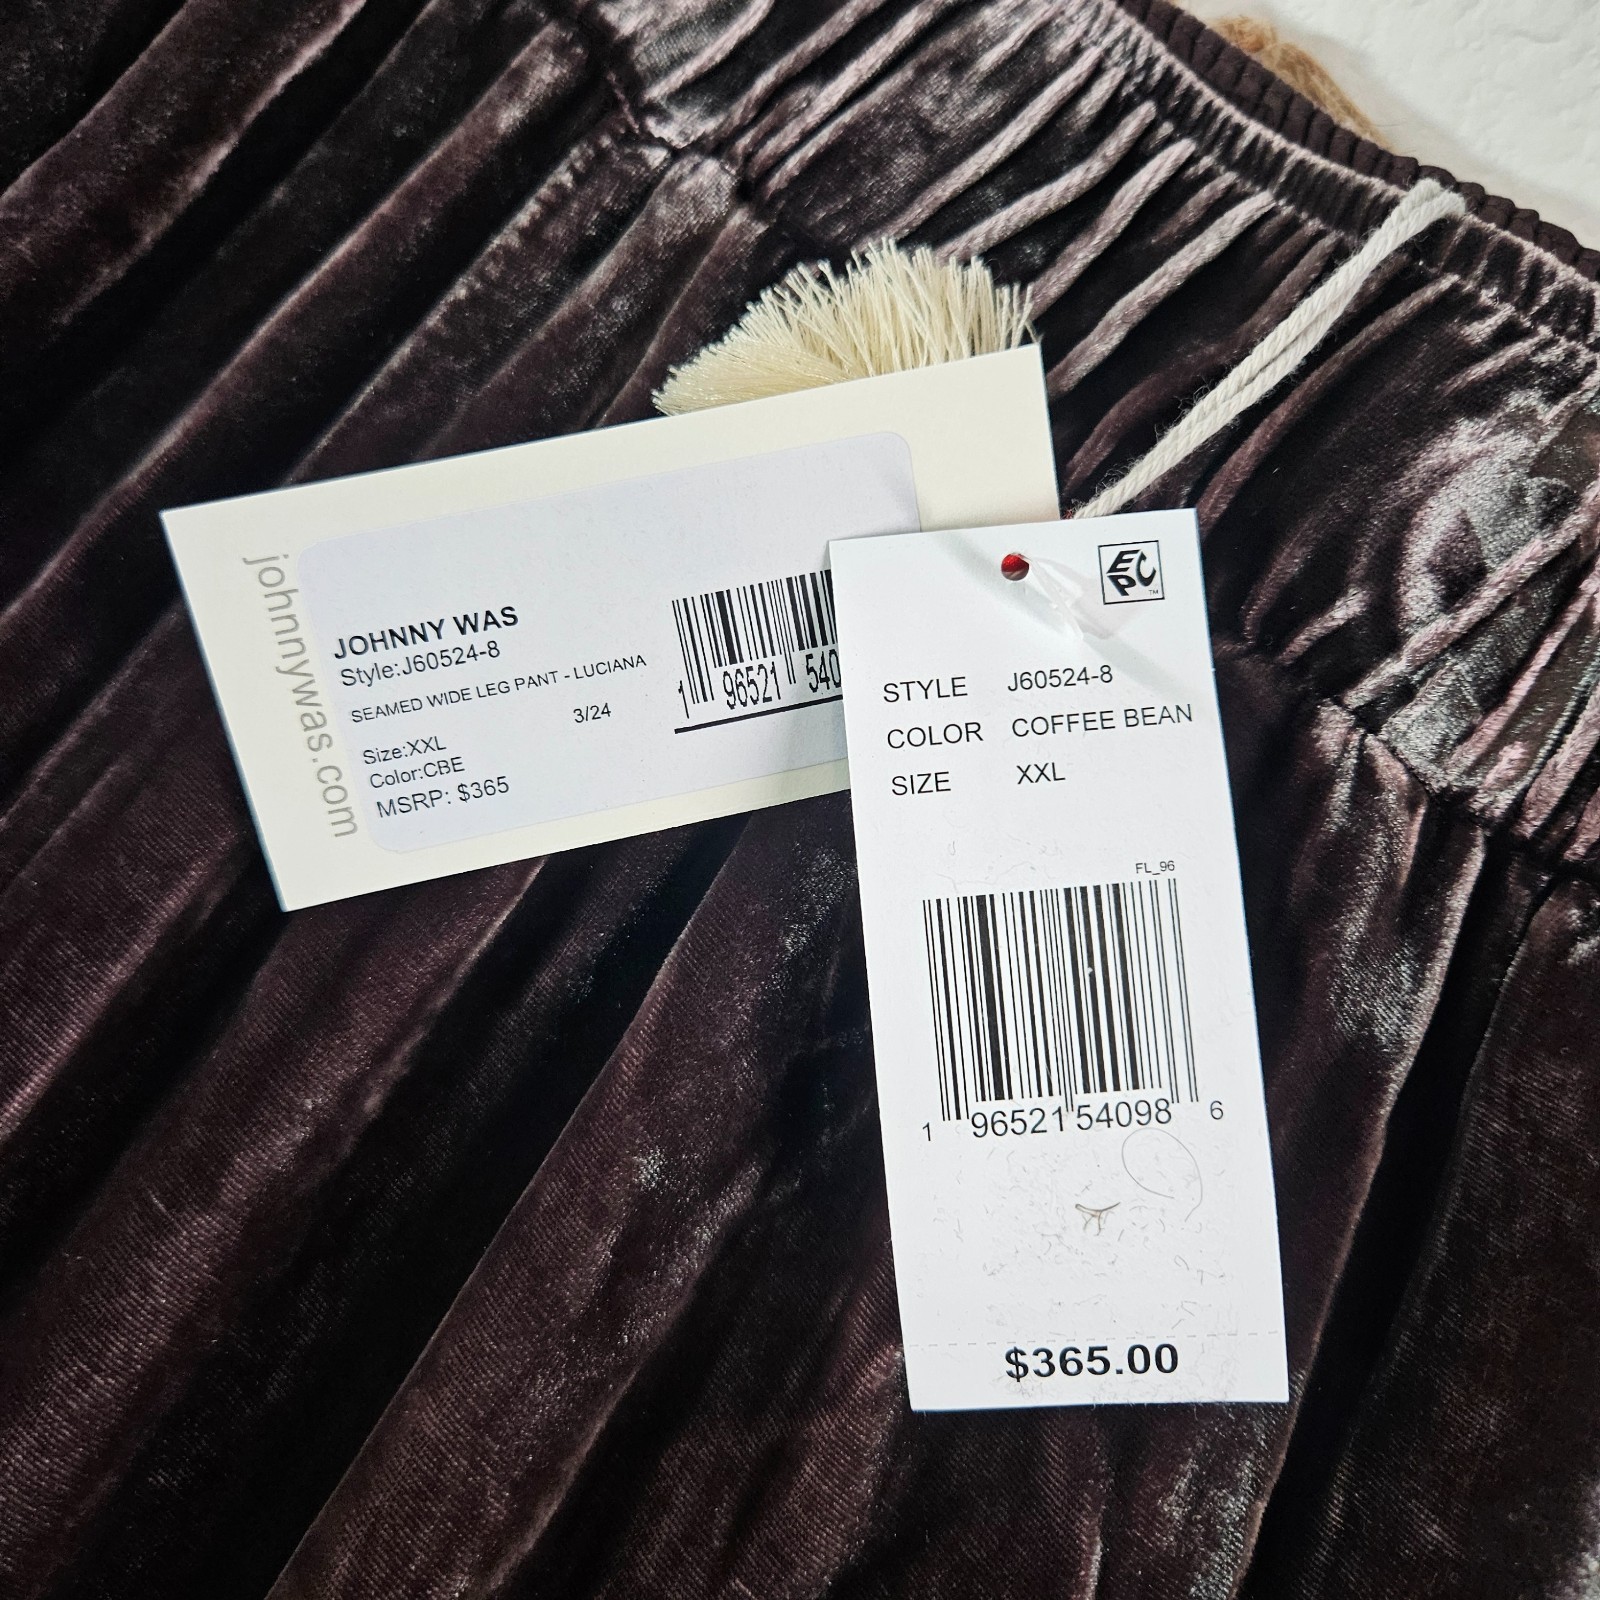 johnnywas.com
JOHNNY WAS
Style:J60524-8
SEAMED WIDE LEG PANT - LUCIANA
3/24
Size:XXL
Color:CBE
MSRP: $365
1 96521 540
EPC™
STYLE J60524-8
COLOR COFFEE BEAN
SIZE XXL
FL_96
1 96521 54098 6
$365.00